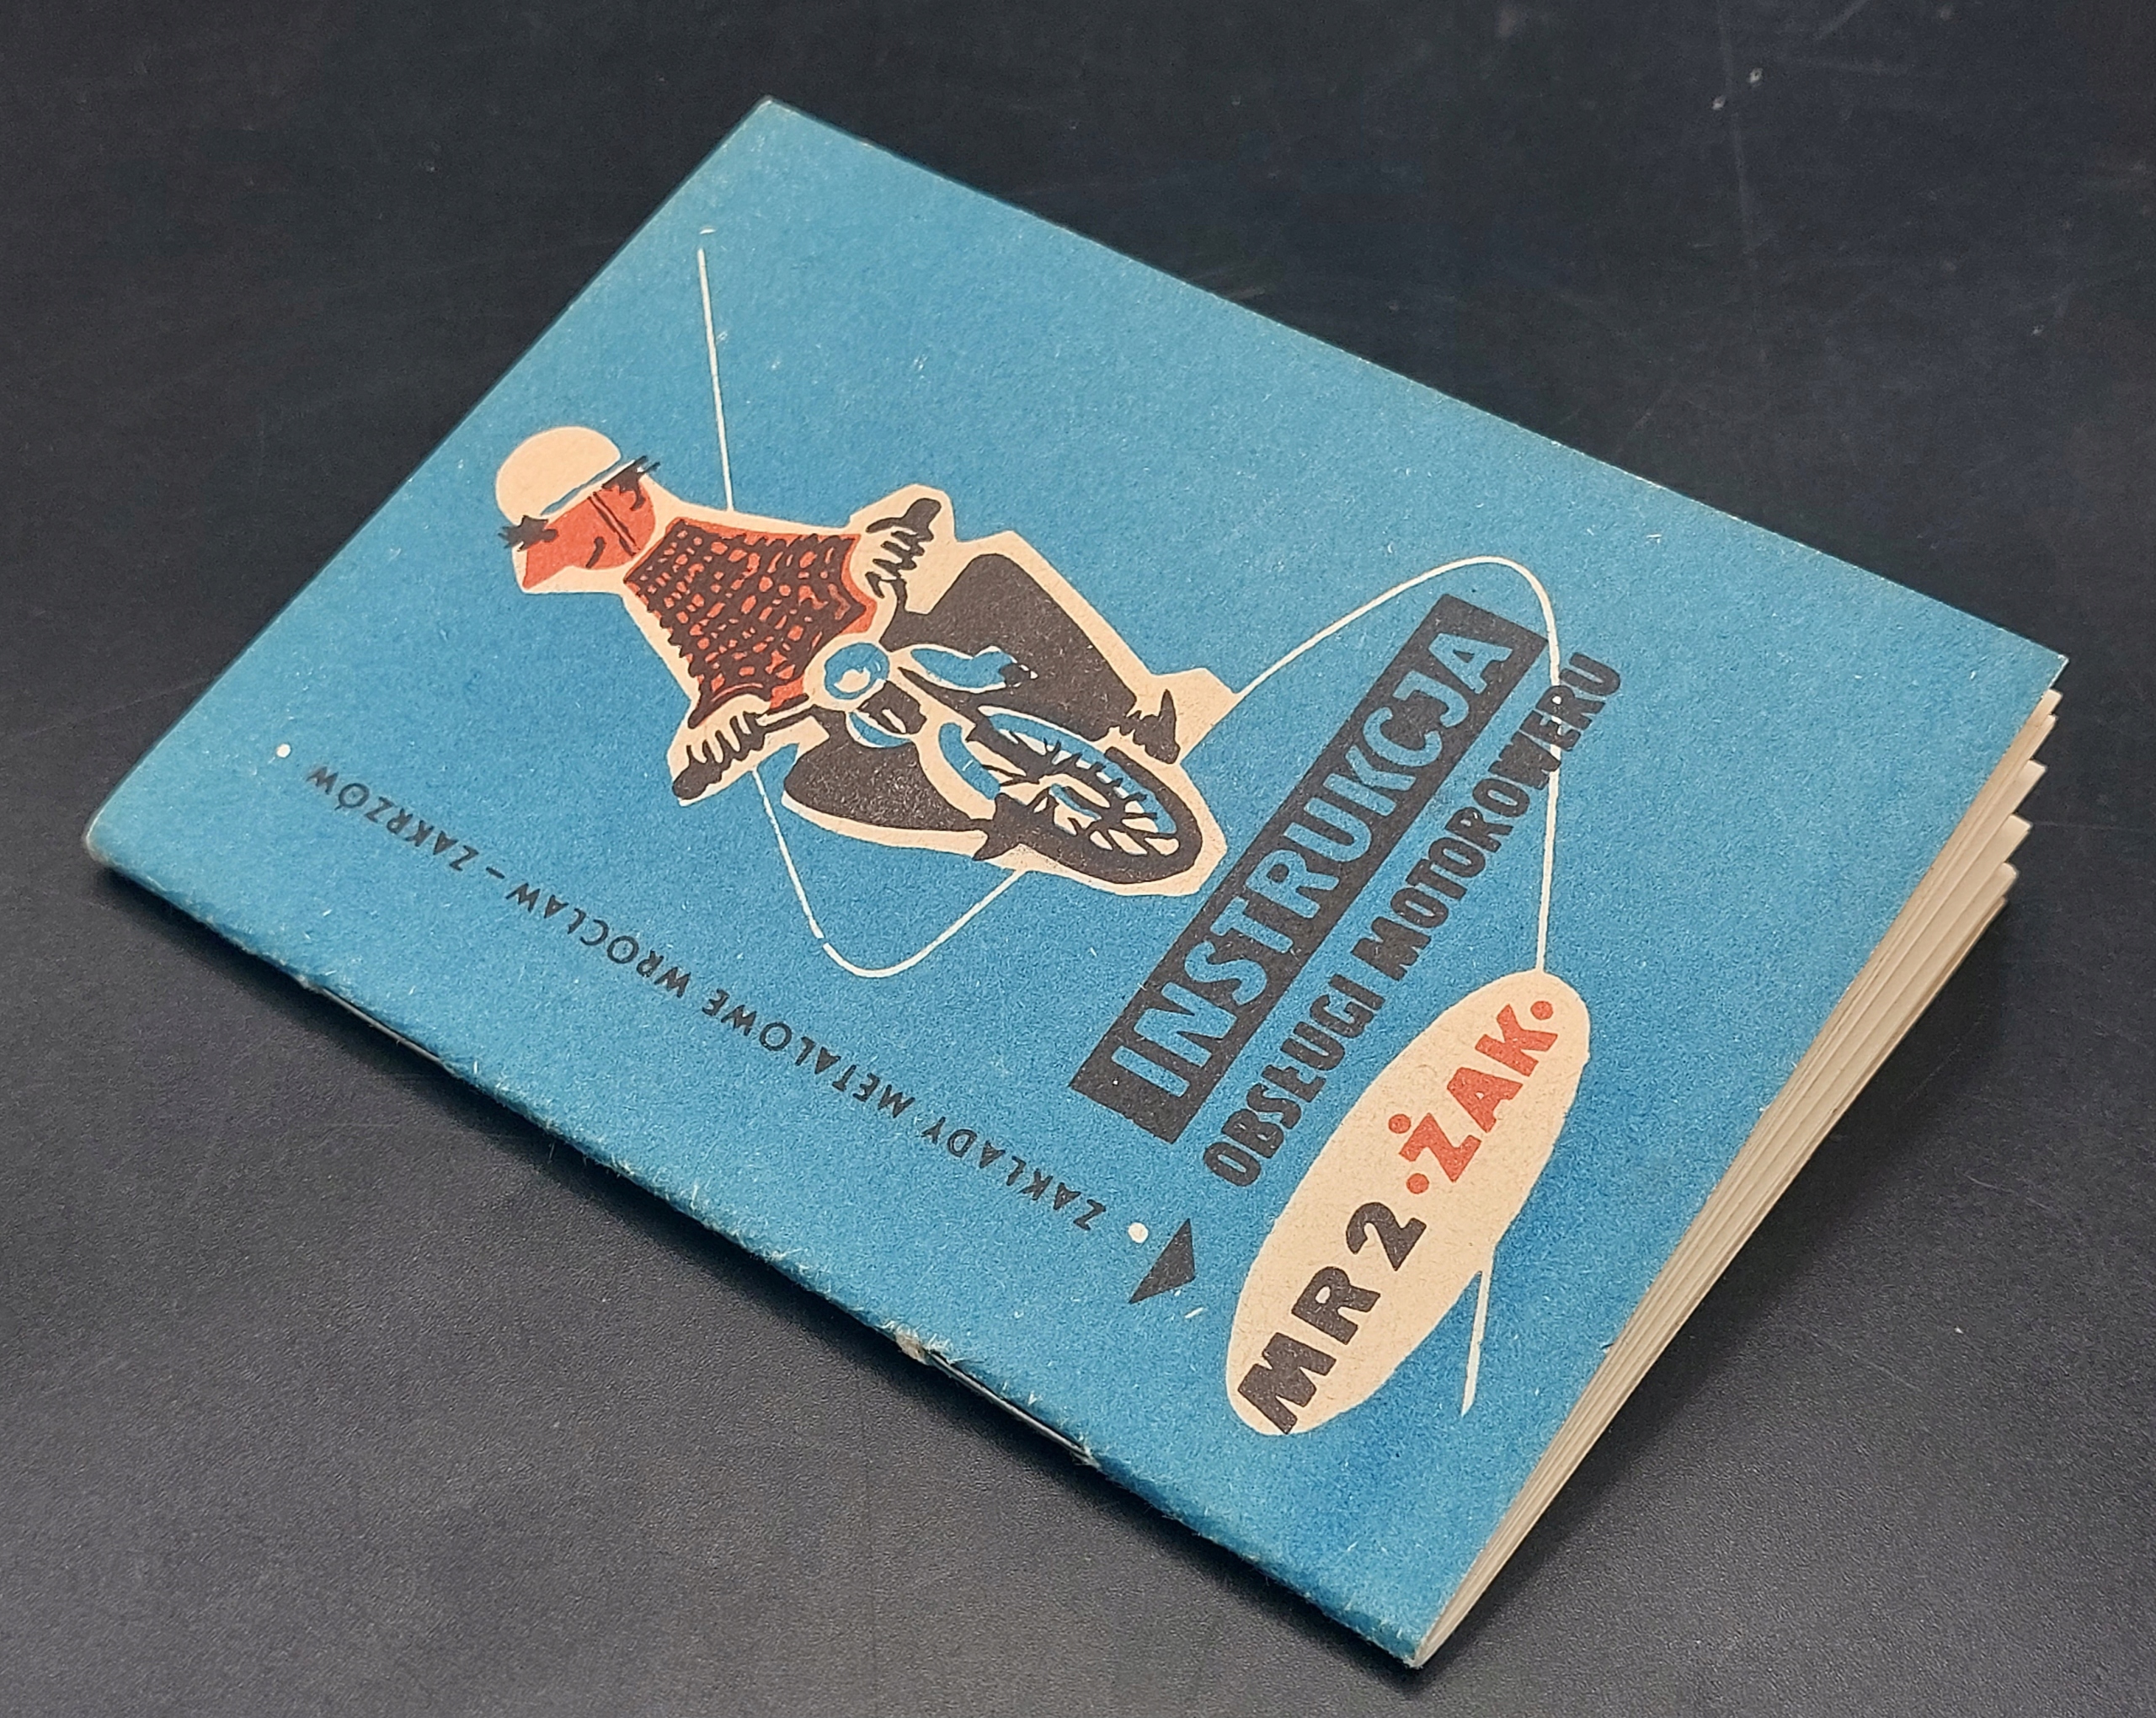 ZAKŁADY METALOWE WROCŁAW – ZAKRZÓW
INSTRUKCJA
OBSŁUGI MOTOROWERU
MR 2 • ŻAK •